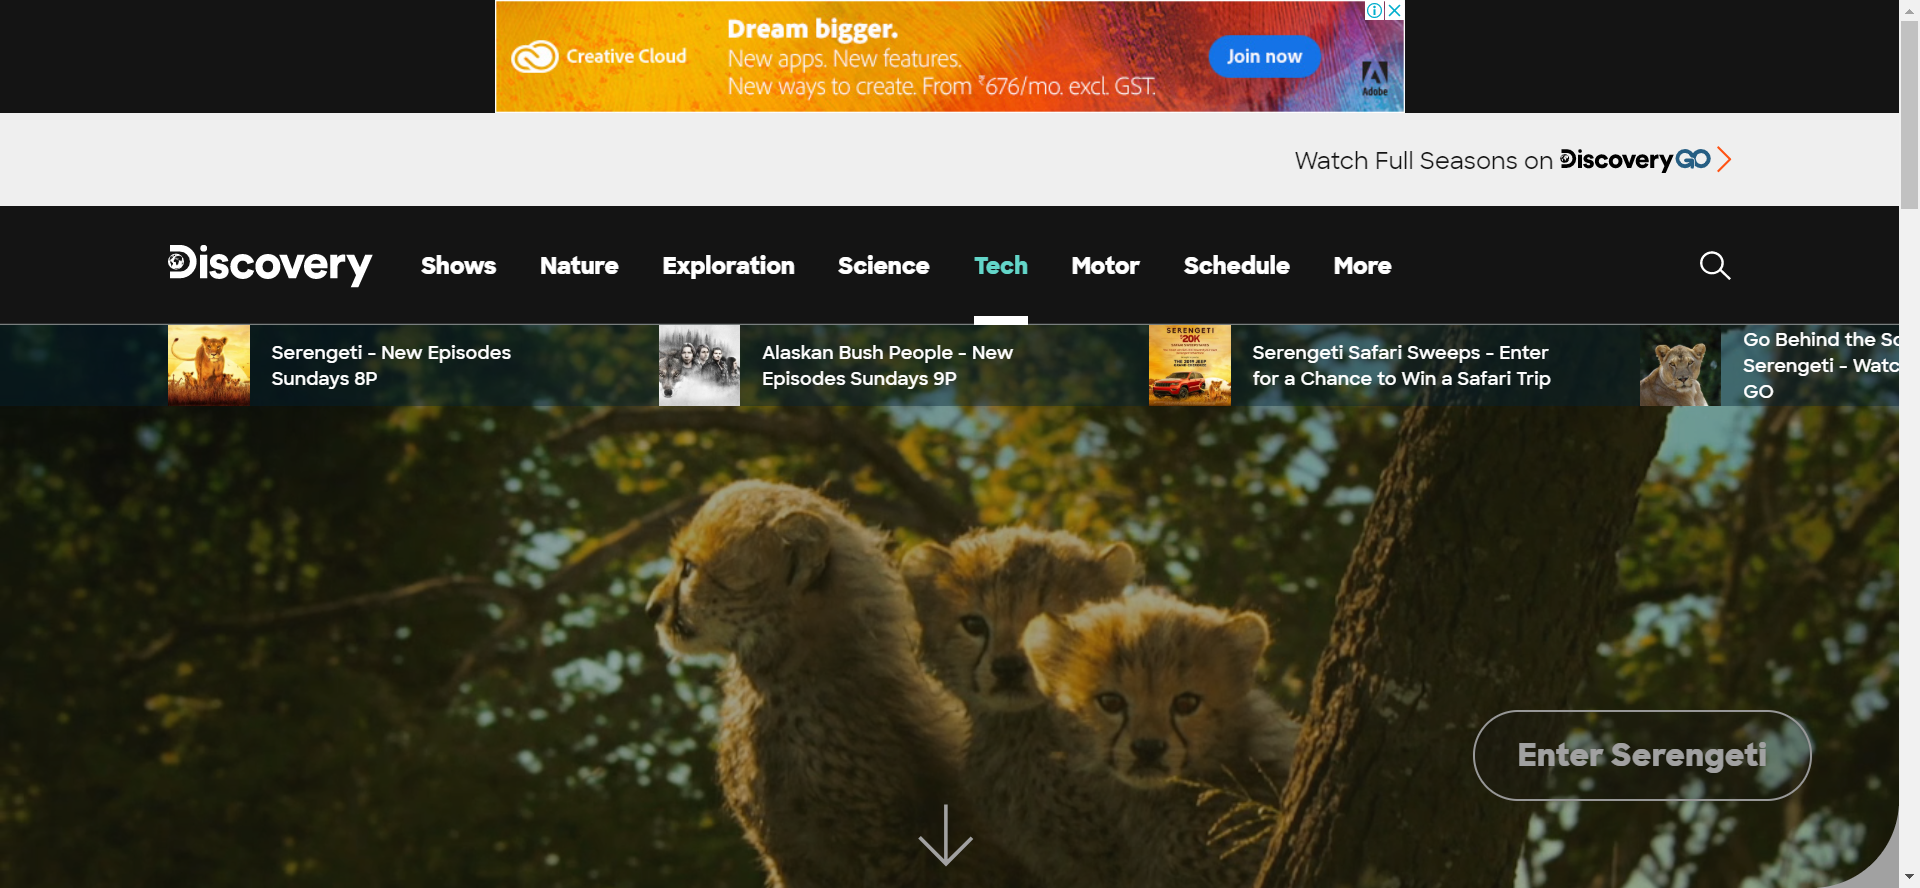 Creative Cloud
Dream bigger.
New apps. New features.
New ways to create. From ₹676/mo. excl. GST.
Join now
Adobe
Watch Full Seasons on Discovery GO
Discovery
Shows
Nature
Exploration
Science
Tech
Motor
Schedule
More
Serengeti - New Episodes
Sundays 8P
Alaskan Bush People - New
Episodes Sundays 9P
SERENGETI
$20K
Serengeti Safari Sweeps - Enter
for a Chance to Win a Safari Trip
Go Behind the Sc
Serengeti - Watc
GO
Enter Serengeti